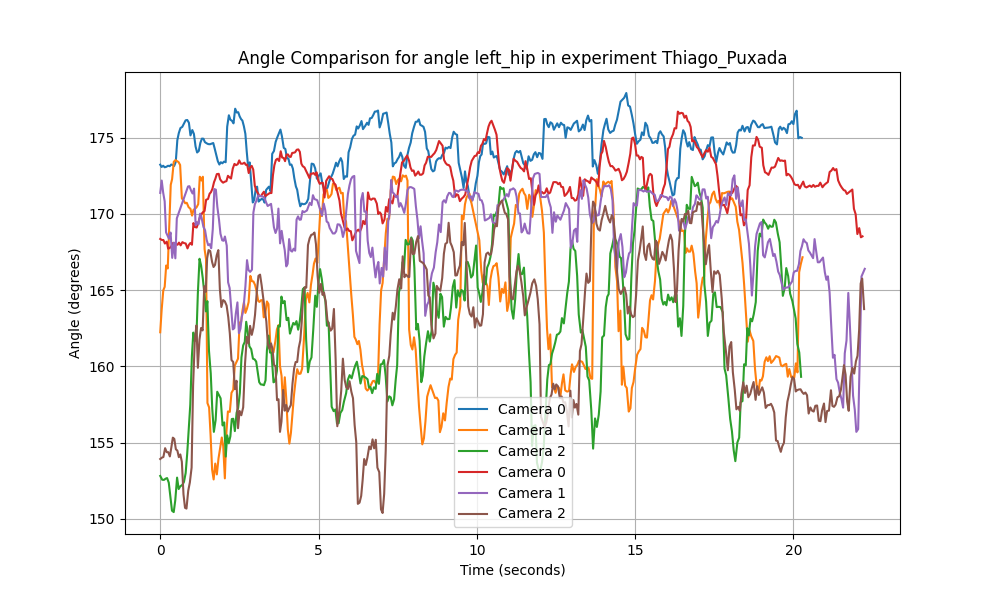 Angle Comparison for angle left_hip in experiment Thiago_Puxada
175
170
165
160
155
150
Angle (degrees)
Camera 0
Camera 1
Camera 2
Camera 0
Camera 1
Camera 2
0 5 10 15 20
Time (seconds)